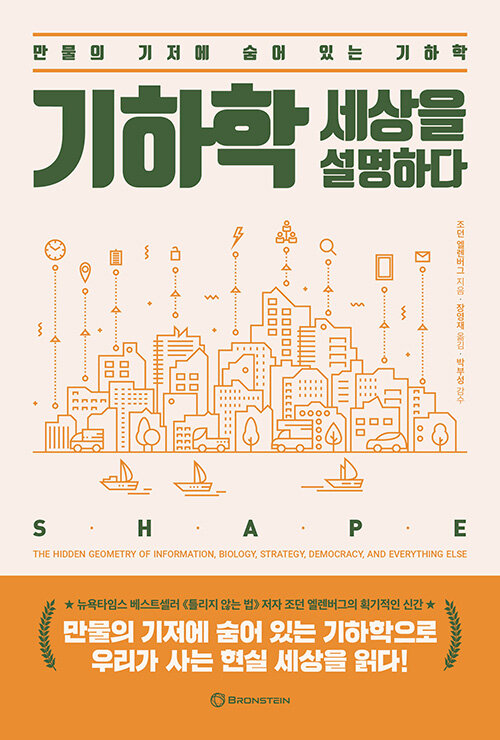 만물의 기저에 숨어 있는 기하학
기하학 세상을
설명하다
조던 엘렌버그 지음 · 장영재 옮김 · 박부성 감수
S · H · A · P · E
THE HIDDEN GEOMETRY OF INFORMATION, BIOLOGY, STRATEGY, DEMOCRACY, AND EVERYTHING ELSE
★ 뉴욕타임스 베스트셀러 《틀리지 않는 법》 저자 조던 엘렌버그의 획기적인 신간 ★
만물의 기저에 숨어 있는 기하학으로
우리가 사는 현실 세상을 읽다!
BRONSTEIN